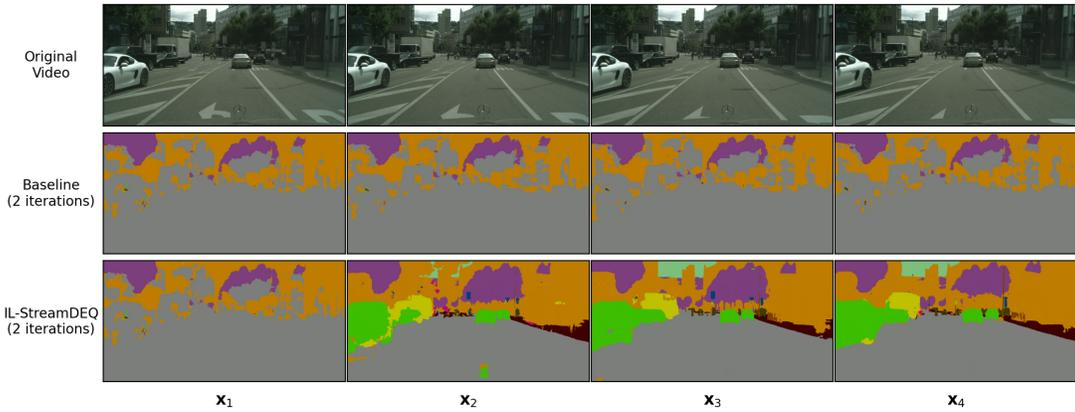 Original
Video
Baseline
(2 iterations)
IL-StreamDEQ
(2 iterations)
x₁
x₂
x₃
x₄